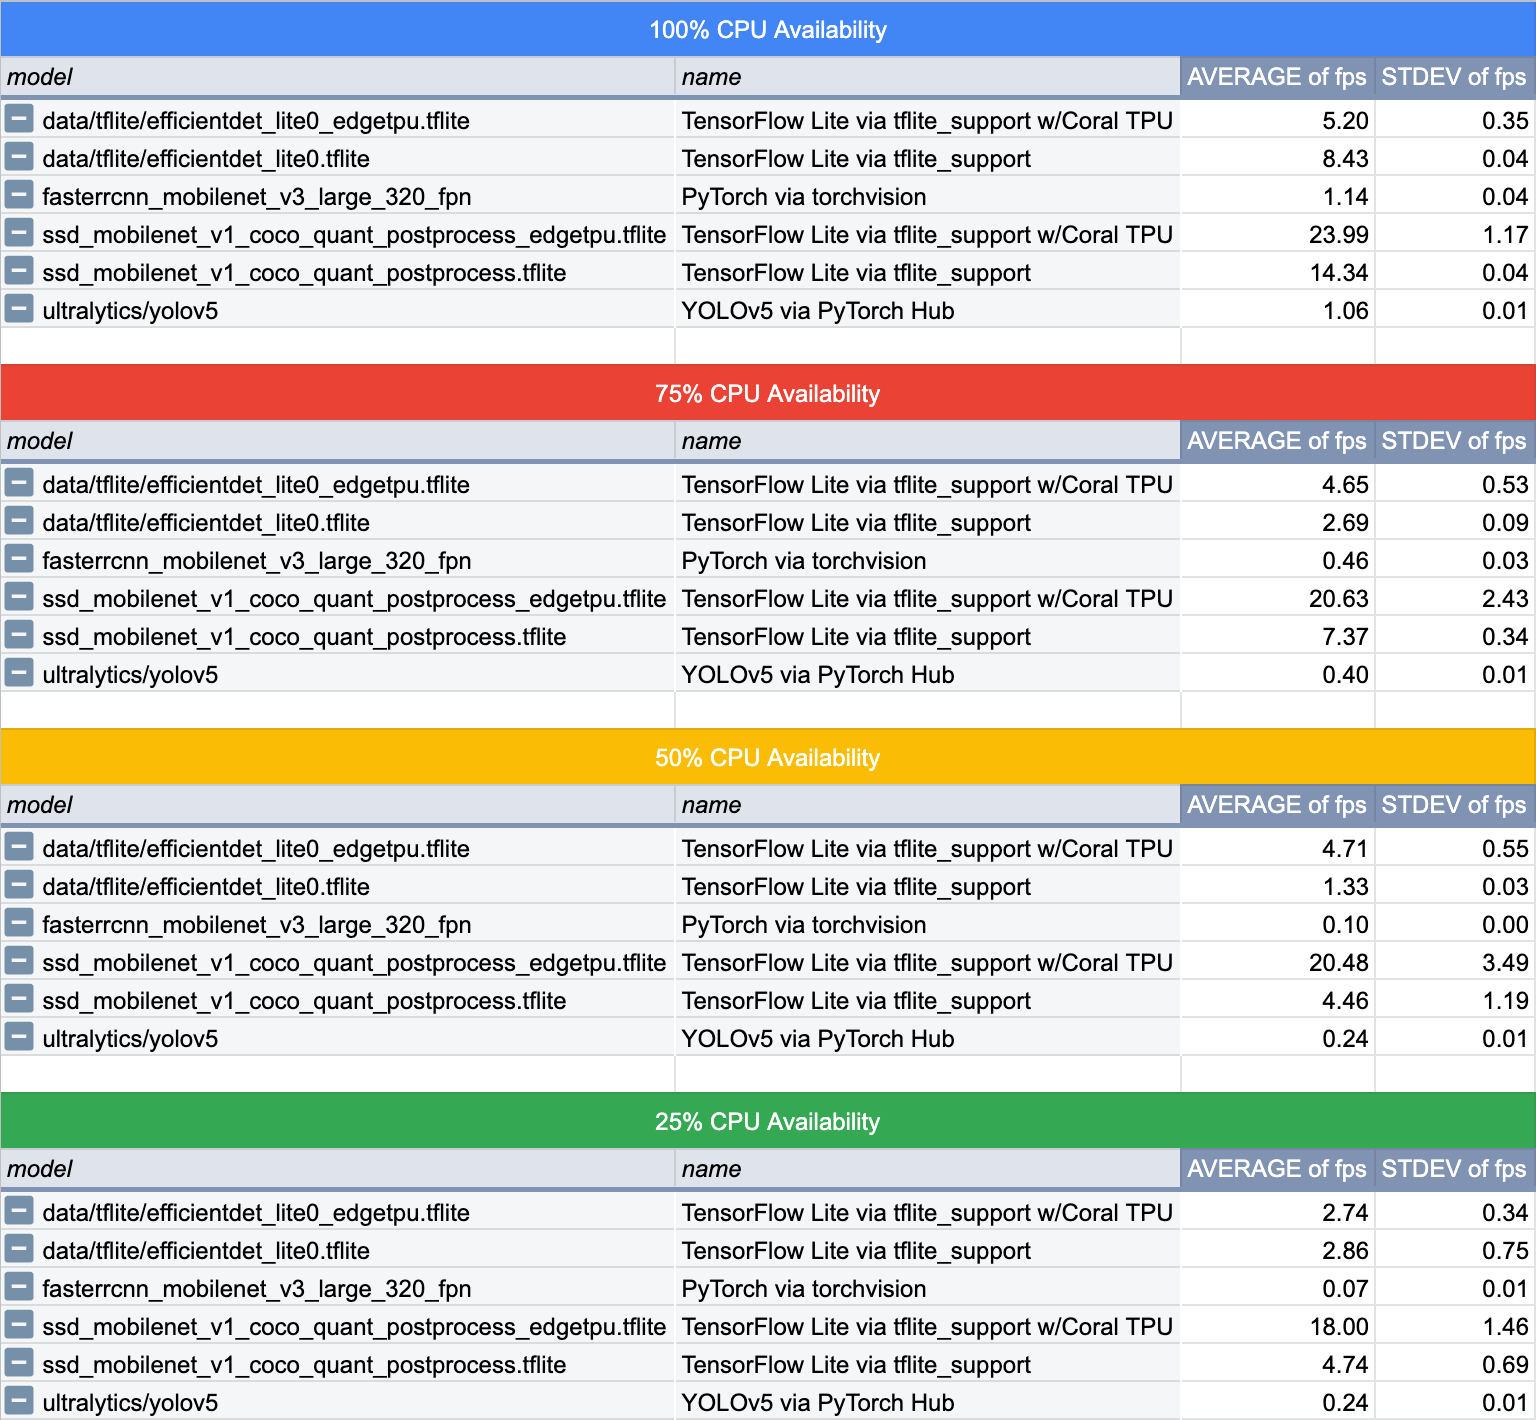 100% CPU Availability
model name AVERAGE of fps STDEV of fps
data/tflite/efficientdet_lite0_edgetpu.tflite TensorFlow Lite via tflite_support w/Coral TPU 5.20 0.35
data/tflite/efficientdet_lite0.tflite TensorFlow Lite via tflite_support 8.43 0.04
fasterrcnn_mobilenet_v3_large_320_fpn PyTorch via torchvision 1.14 0.04
ssd_mobilenet_v1_coco_quant_postprocess_edgetpu.tflite TensorFlow Lite via tflite_support w/Coral TPU 23.99 1.17
ssd_mobilenet_v1_coco_quant_postprocess.tflite TensorFlow Lite via tflite_support 14.34 0.04
ultralytics/yolov5 YOLOv5 via PyTorch Hub 1.06 0.01
75% CPU Availability
model name AVERAGE of fps STDEV of fps
data/tflite/efficientdet_lite0_edgetpu.tflite TensorFlow Lite via tflite_support w/Coral TPU 4.65 0.53
data/tflite/efficientdet_lite0.tflite TensorFlow Lite via tflite_support 2.69 0.09
fasterrcnn_mobilenet_v3_large_320_fpn PyTorch via torchvision 0.46 0.03
ssd_mobilenet_v1_coco_quant_postprocess_edgetpu.tflite TensorFlow Lite via tflite_support w/Coral TPU 20.63 2.43
ssd_mobilenet_v1_coco_quant_postprocess.tflite TensorFlow Lite via tflite_support 7.37 0.34
ultralytics/yolov5 YOLOv5 via PyTorch Hub 0.40 0.01
50% CPU Availability
model name AVERAGE of fps STDEV of fps
data/tflite/efficientdet_lite0_edgetpu.tflite TensorFlow Lite via tflite_support w/Coral TPU 4.71 0.55
data/tflite/efficientdet_lite0.tflite TensorFlow Lite via tflite_support 1.33 0.03
fasterrcnn_mobilenet_v3_large_320_fpn PyTorch via torchvision 0.10 0.00
ssd_mobilenet_v1_coco_quant_postprocess_edgetpu.tflite TensorFlow Lite via tflite_support w/Coral TPU 20.48 3.49
ssd_mobilenet_v1_coco_quant_postprocess.tflite TensorFlow Lite via tflite_support 4.46 1.19
ultralytics/yolov5 YOLOv5 via PyTorch Hub 0.24 0.01
25% CPU Availability
model name AVERAGE of fps STDEV of fps
data/tflite/efficientdet_lite0_edgetpu.tflite TensorFlow Lite via tflite_support w/Coral TPU 2.74 0.34
data/tflite/efficientdet_lite0.tflite TensorFlow Lite via tflite_support 2.86 0.75
fasterrcnn_mobilenet_v3_large_320_fpn PyTorch via torchvision 0.07 0.01
ssd_mobilenet_v1_coco_quant_postprocess_edgetpu.tflite TensorFlow Lite via tflite_support w/Coral TPU 18.00 1.46
ssd_mobilenet_v1_coco_quant_postprocess.tflite TensorFlow Lite via tflite_support 4.74 0.69
ultralytics/yolov5 YOLOv5 via PyTorch Hub 0.24 0.01